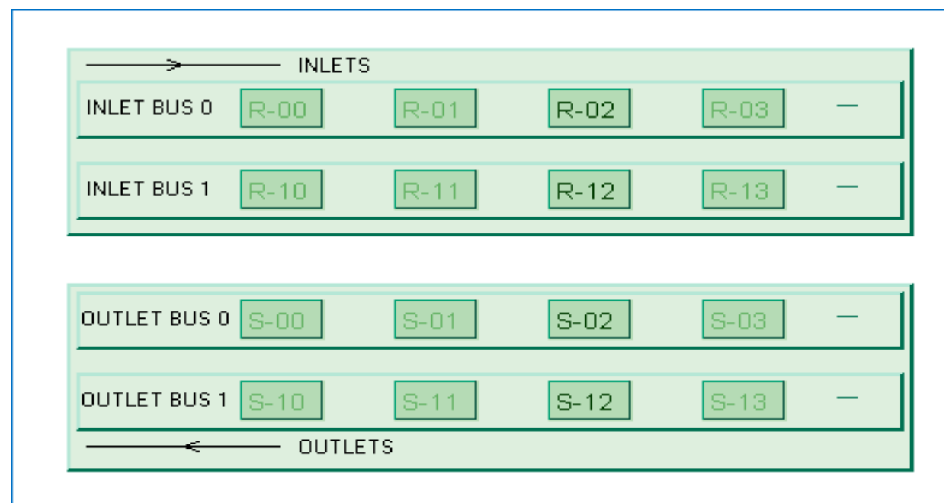 INLETS
INLET BUS 0 R-00 R-01 R-02 R-03 —
INLET BUS 1 R-10 R-11 R-12 R-13 —
OUTLET BUS 0 S-00 S-01 S-02 S-03 —
OUTLET BUS 1 S-10 S-11 S-12 S-13 —
OUTLETS